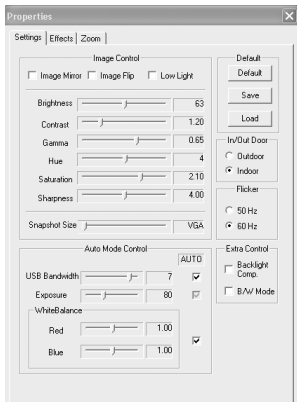 Properties
Settings Effects Zoom
Image Control
Image Mirror Image Flip Low Light
Brightness 63
Contrast 1.20
Gamma 0.65
Hue 4
Saturation 2.10
Sharpness 4.00
Snapshot Size VGA
Default
Default
Save
Load
In/Out Door
Outdoor
Indoor
Flicker
50 Hz
60 Hz
Auto Mode Control
AUTO
USB Bandwidth 7
Exposure 80
WhiteBalance
Red 1.00
Blue 1.00
Extra Control
Backlight
Comp.
B/W Mode